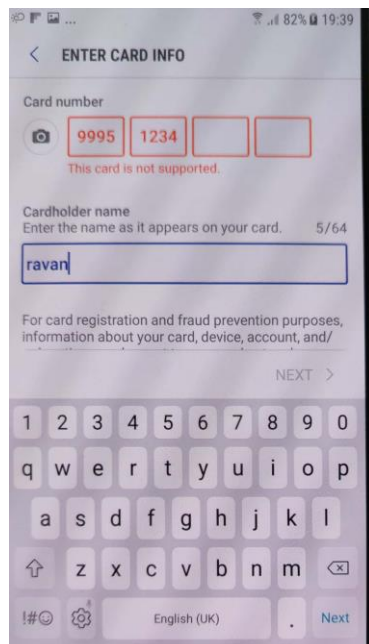 ... 82% 19:39
< ENTER CARD INFO
Card number
9995 1234
This card is not supported.
Cardholder name
Enter the name as it appears on your card. 5/64
ravan
For card registration and fraud prevention purposes,
information about your card, device, account, and/
NEXT >
1 2 3 4 5 6 7 8 9 0
q w e r t y u i o p
a s d f g h j k l
z x c v b n m
!#☺ English (UK) . Next